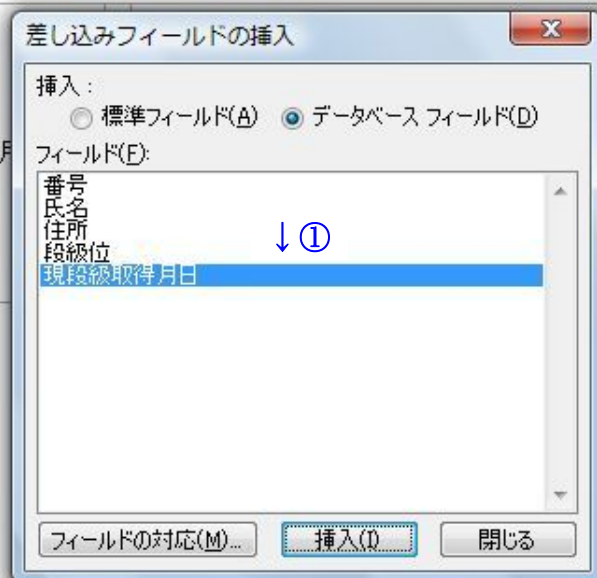 差し込みフィールドの挿入
挿入：
標準フィールド(A) データベース フィールド(D)
フィールド(F):
番号
氏名
住所
段級位
↓①
現段級取得月日
フィールドの対応(M)... 挿入(I) 閉じる